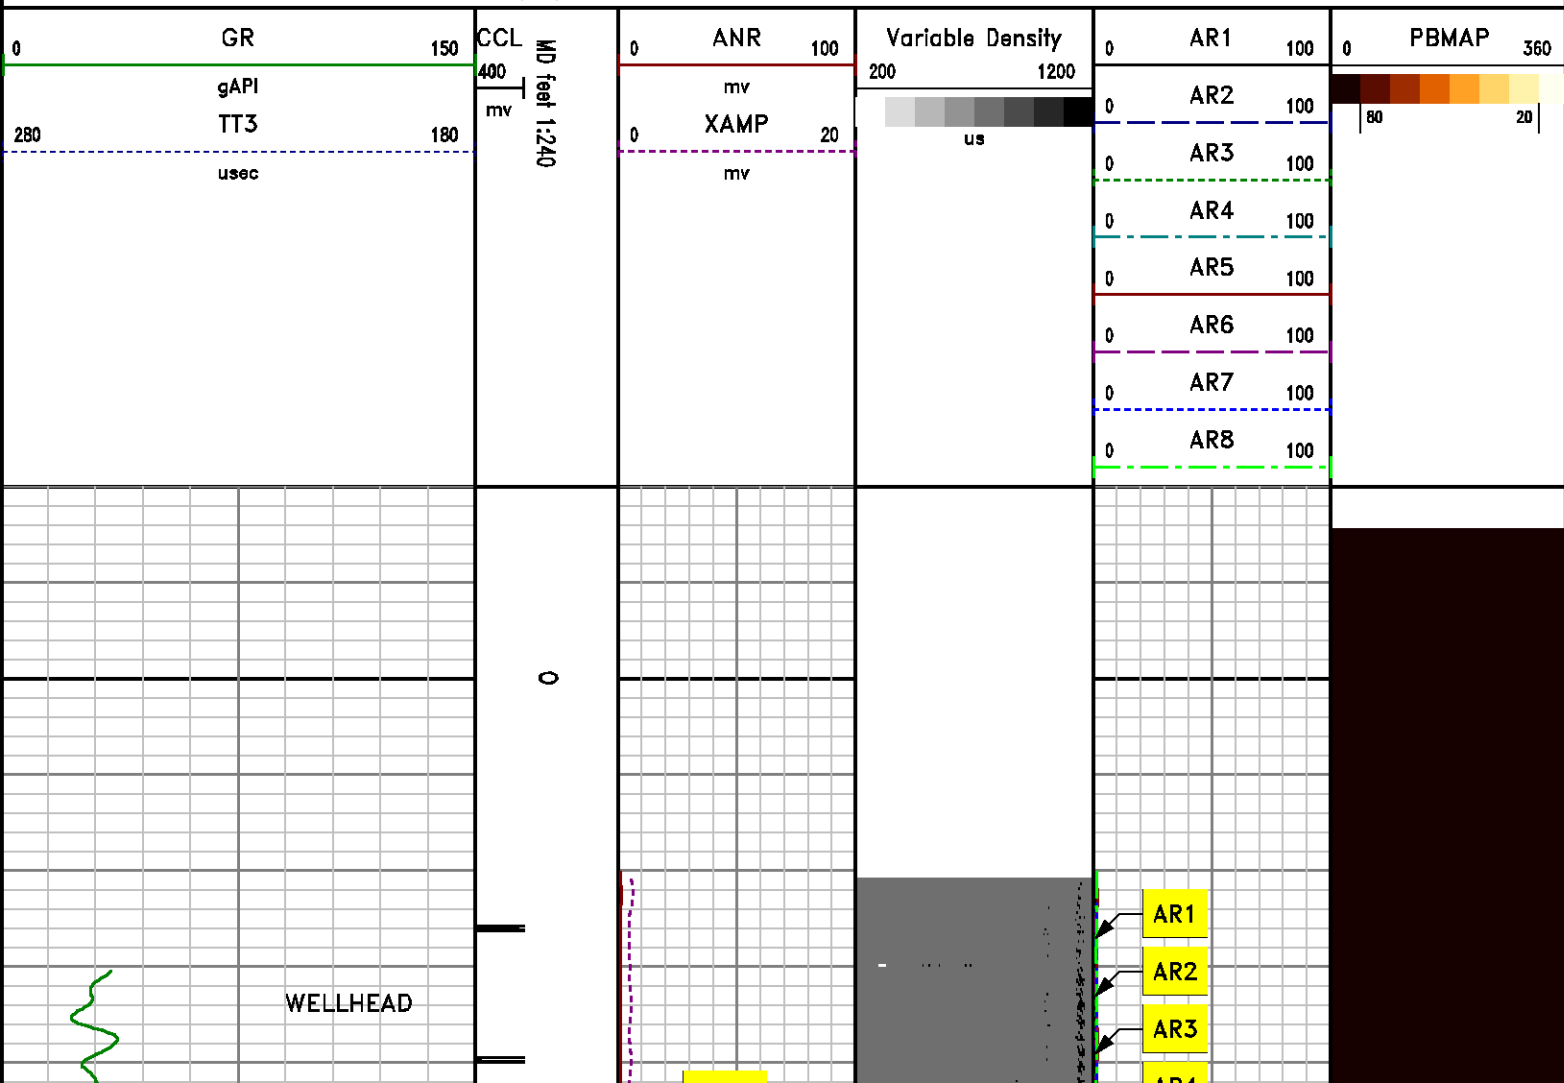 GR
0 150
gAPI
TT3
280 180
usec
CCL
400
mv
MD feet 1:240
ANR
0 100
mv
XAMP
0 20
mv
Variable Density
200 1200
us
AR1
0 100
AR2
0 100
AR3
0 100
AR4
0 100
AR5
0 100
AR6
0 100
AR7
0 100
AR8
0 100
PBMAP
0 360
80 20
0
AR1
AR2
WELLHEAD
AR3